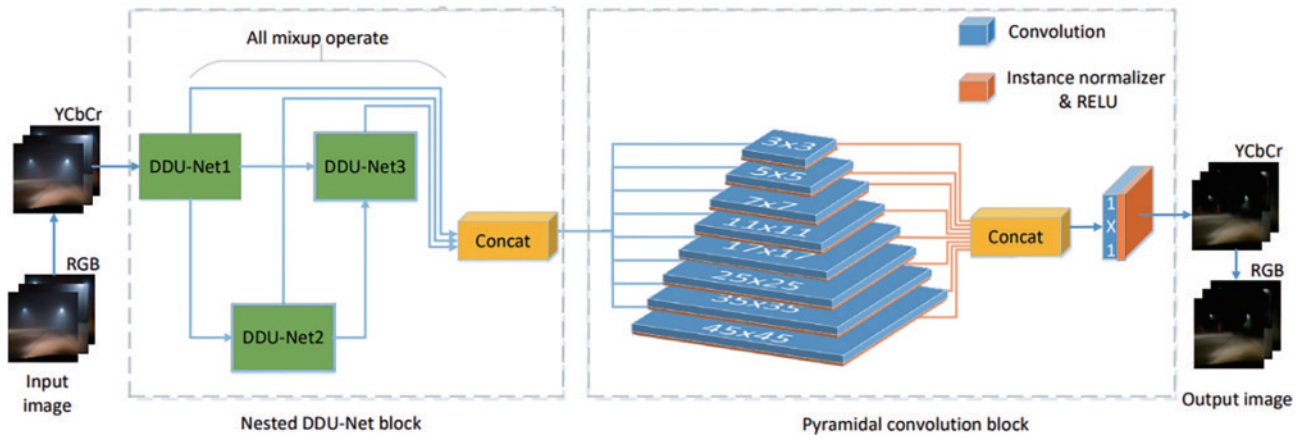 All mixup operate
YCbCr
DDU-Net1
DDU-Net3
Concat
DDU-Net2
RGB
Input
image
Nested DDU-Net block
Convolution
Instance normalizer
& RELU
3x3
5x5
7x7
11x11
17x17
25x25
35x35
45x45
Concat
1
X
1
YCbCr
RGB
Output image
Pyramidal convolution block